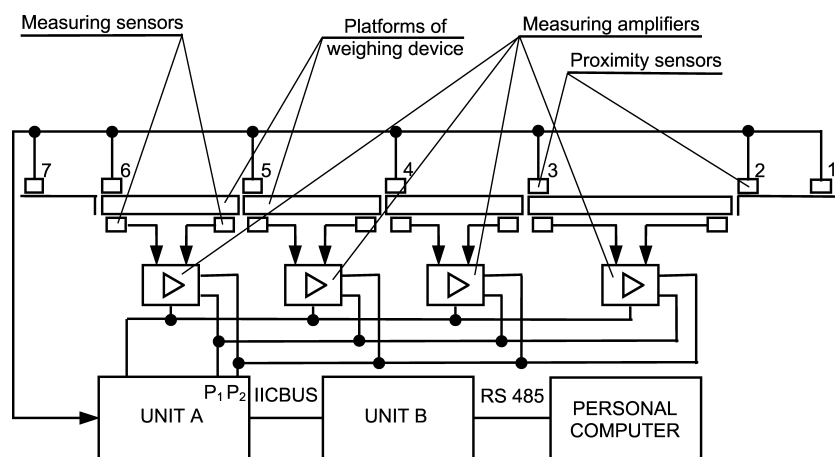 Measuring sensors
Platforms of
weighing device
Measuring amplifiers
Proximity sensors
7 6 5 4 3 2 1
P1 P2
UNIT A
IICBUS
UNIT B
RS 485
PERSONAL
COMPUTER